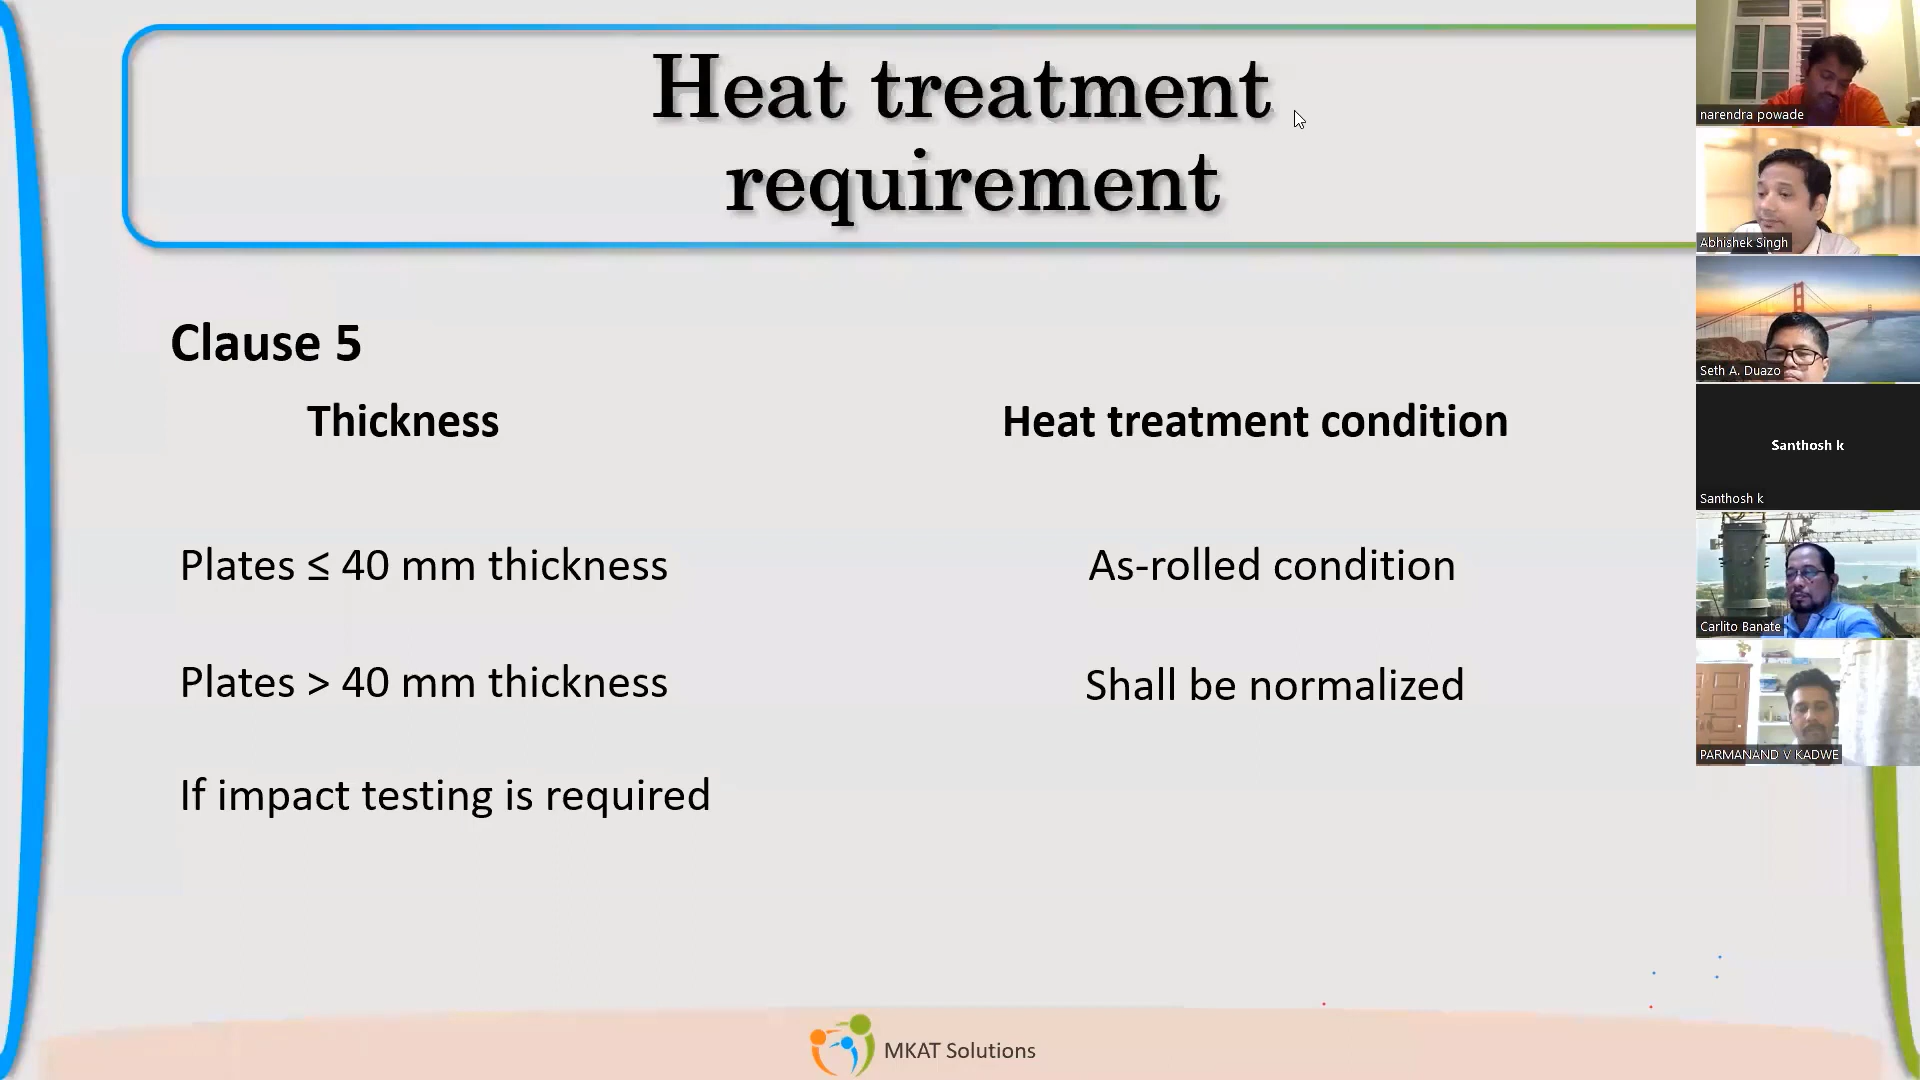 Heat treatment
requirement
Clause 5
Thickness
Heat treatment condition
Plates ≤ 40 mm thickness
As-rolled condition
Plates > 40 mm thickness
Shall be normalized
If impact testing is required
MKAT Solutions
narendra powade
Abhishek Singh
Seth A. Duazo
Santhosh k
Santhosh k
Carlito Banate
PARMANAND V KADWE